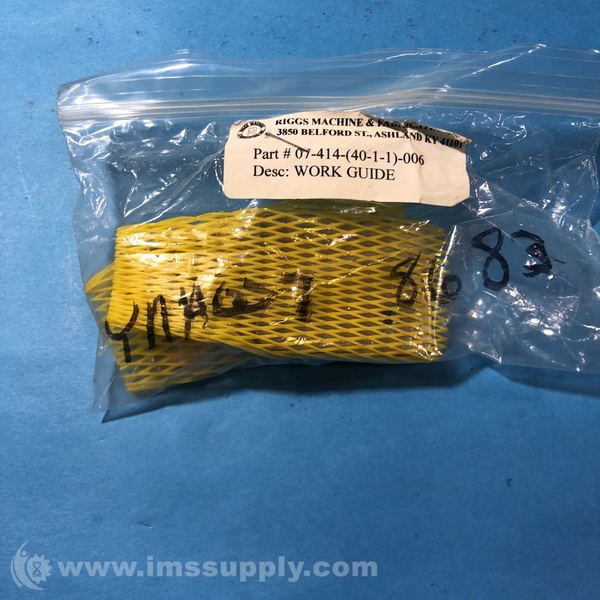 RIGGS MACHINE &
3850 BELFORD ST., ASHLAND KY 41101
Part # 07-414-(40-1-1)-006
Desc: WORK GUIDE
www.imssupply.com